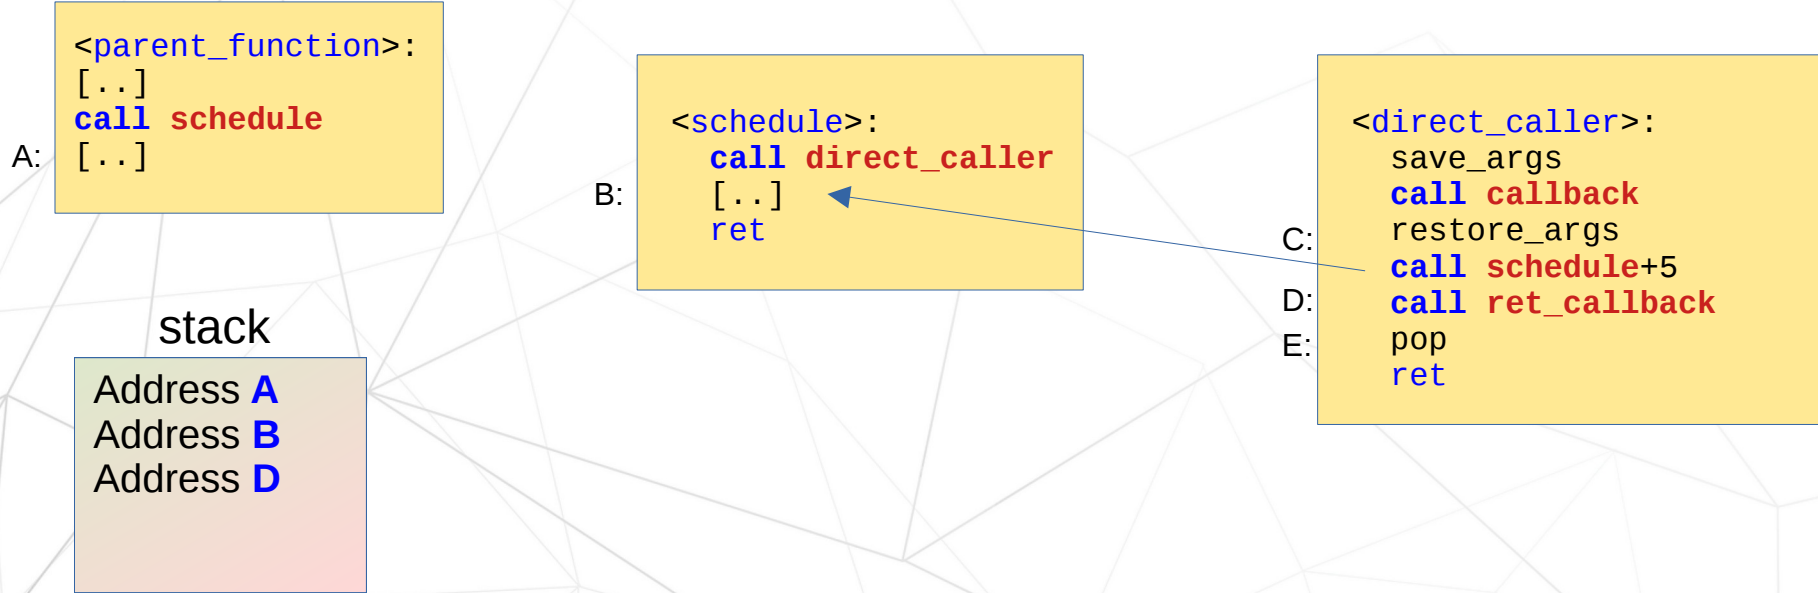 <parent_function>:
[..]
call schedule
A:
[..]
<schedule>:
call direct_caller
B:
[..]
ret
<direct_caller>:
save_args
call callback
C:
restore_args
call schedule+5
D:
call ret_callback
E:
pop
ret
stack
Address A
Address B
Address D